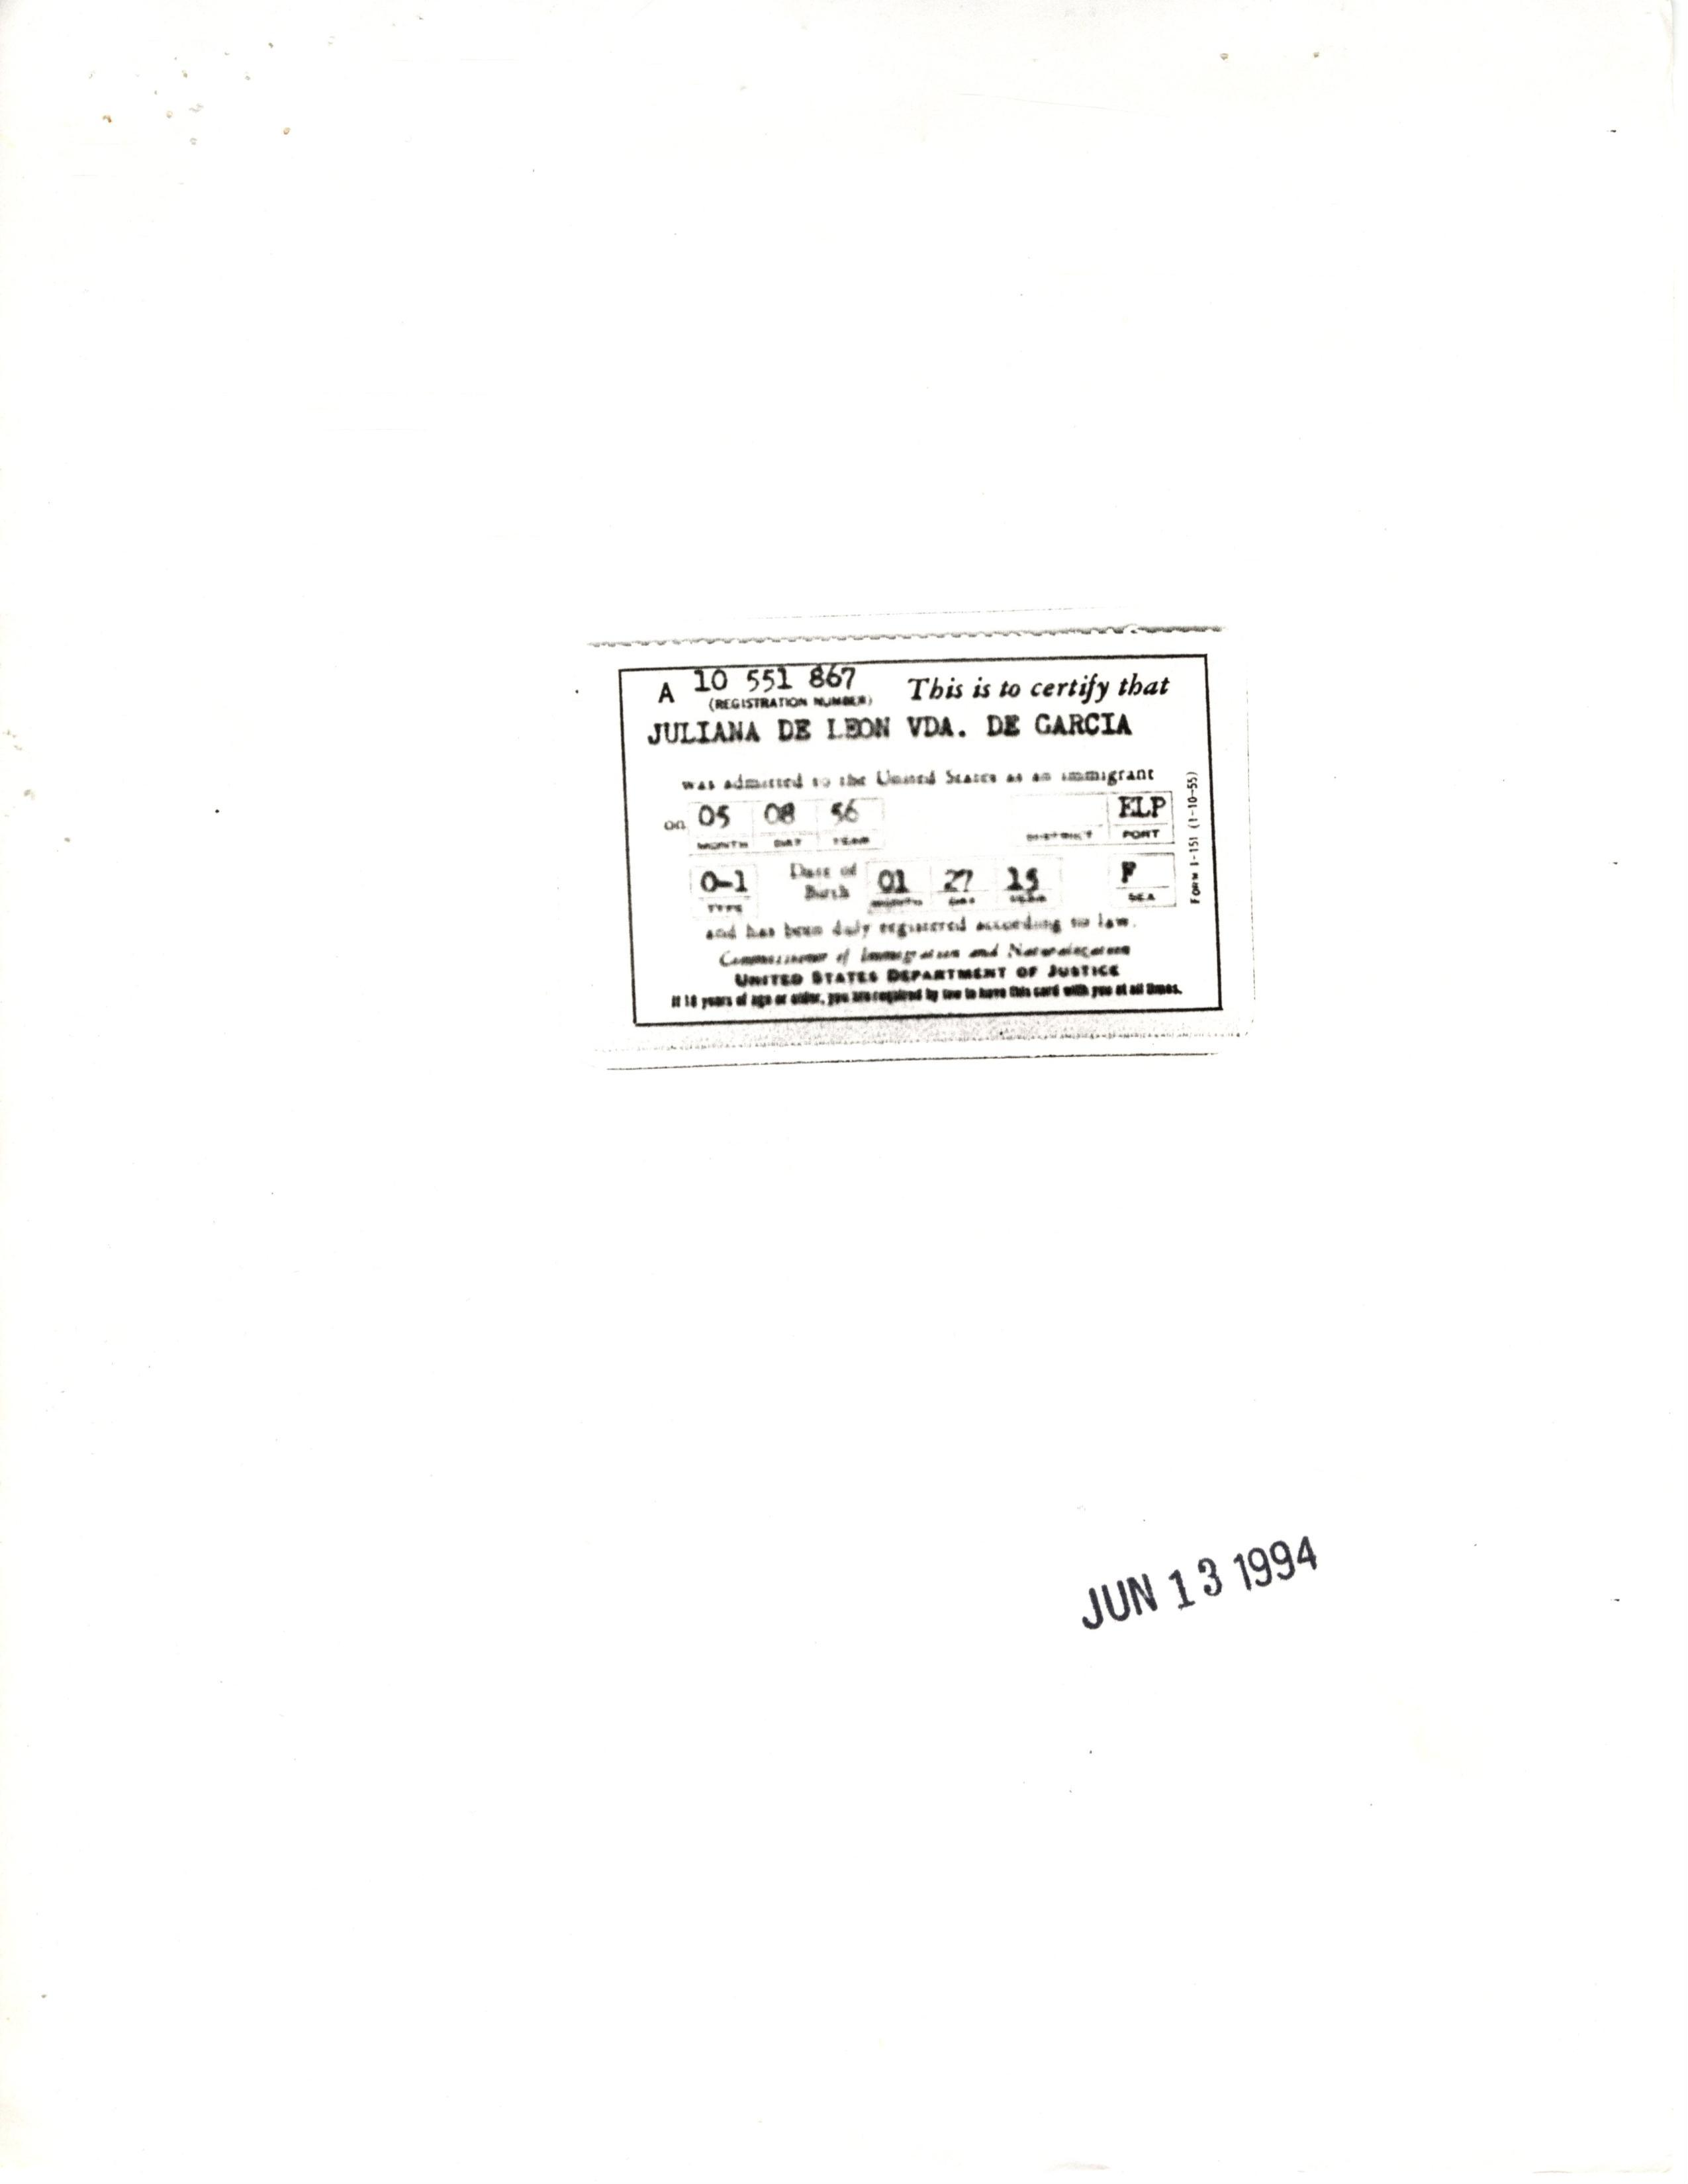 A 10 551 867 This is to certify that
(REGISTRATION NUMBER)
JULIANA DE LEON VDA. DE GARCIA
was admitted to the United States as an immigrant
on 05 08 56 ELP
MONTH DAY YEAR DISTRICT PORT
O-1 Date of Birth 01 27 15 F
TYPE MONTH DAY YEAR SEX
and has been duly registered according to law.
Commissioner of Immigration and Naturalization
UNITED STATES DEPARTMENT OF JUSTICE
If 18 years of age or older, you are required by law to have this card with you at all times.
FORM I-151 (1-10-55)
JUN 13 1994